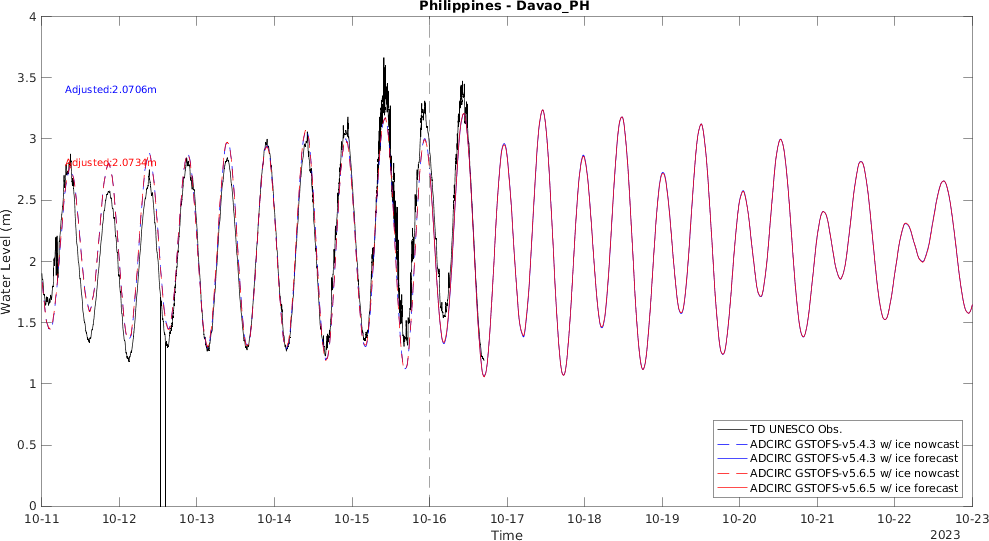 Philippines - Davao_PH
Water Level (m)
4
3.5
3
2.5
2
1.5
1
0.5
0
Adjusted:2.0706m
Adjusted:2.0734m
TD UNESCO Obs.
ADCIRC GSTOFS-v5.4.3 w/ ice nowcast
ADCIRC GSTOFS-v5.4.3 w/ ice forecast
ADCIRC GSTOFS-v5.6.5 w/ ice nowcast
ADCIRC GSTOFS-v5.6.5 w/ ice forecast
10-11 10-12 10-13 10-14 10-15 10-16 10-17 10-18 10-19 10-20 10-21 10-22 10-23
Time
2023